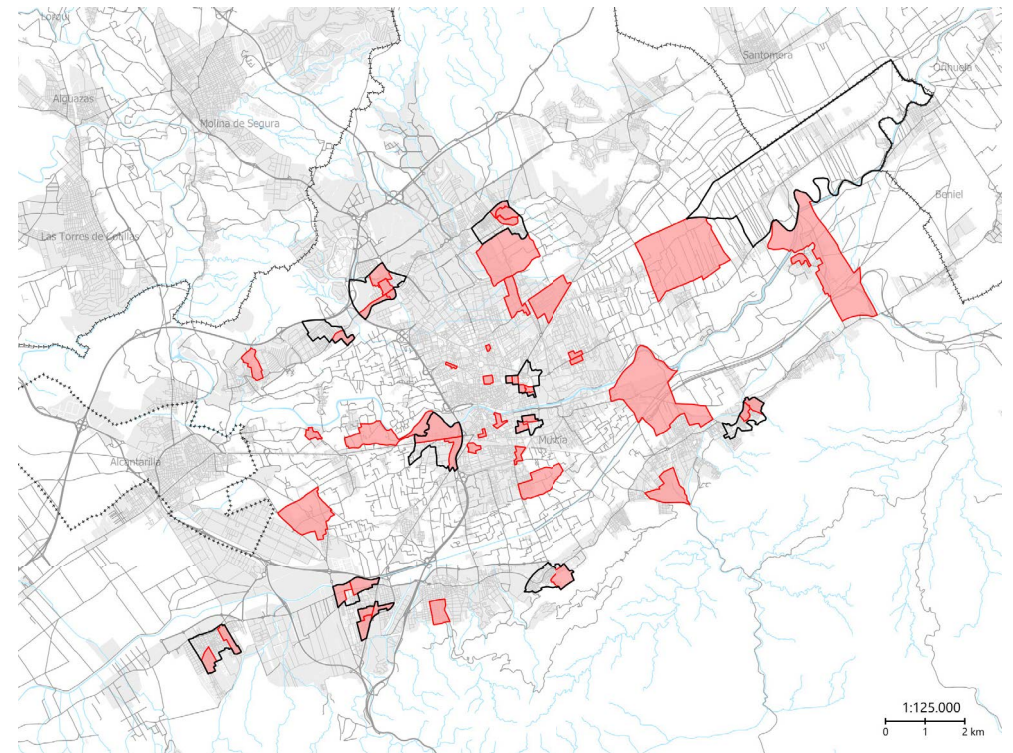 Lorquí
Santomera
Orihuela
Alguazas
Molina de Segura
Beniel
Las Torres de Cotillas
Murcia
Alcantarilla
1:125.000
0 1 2 km